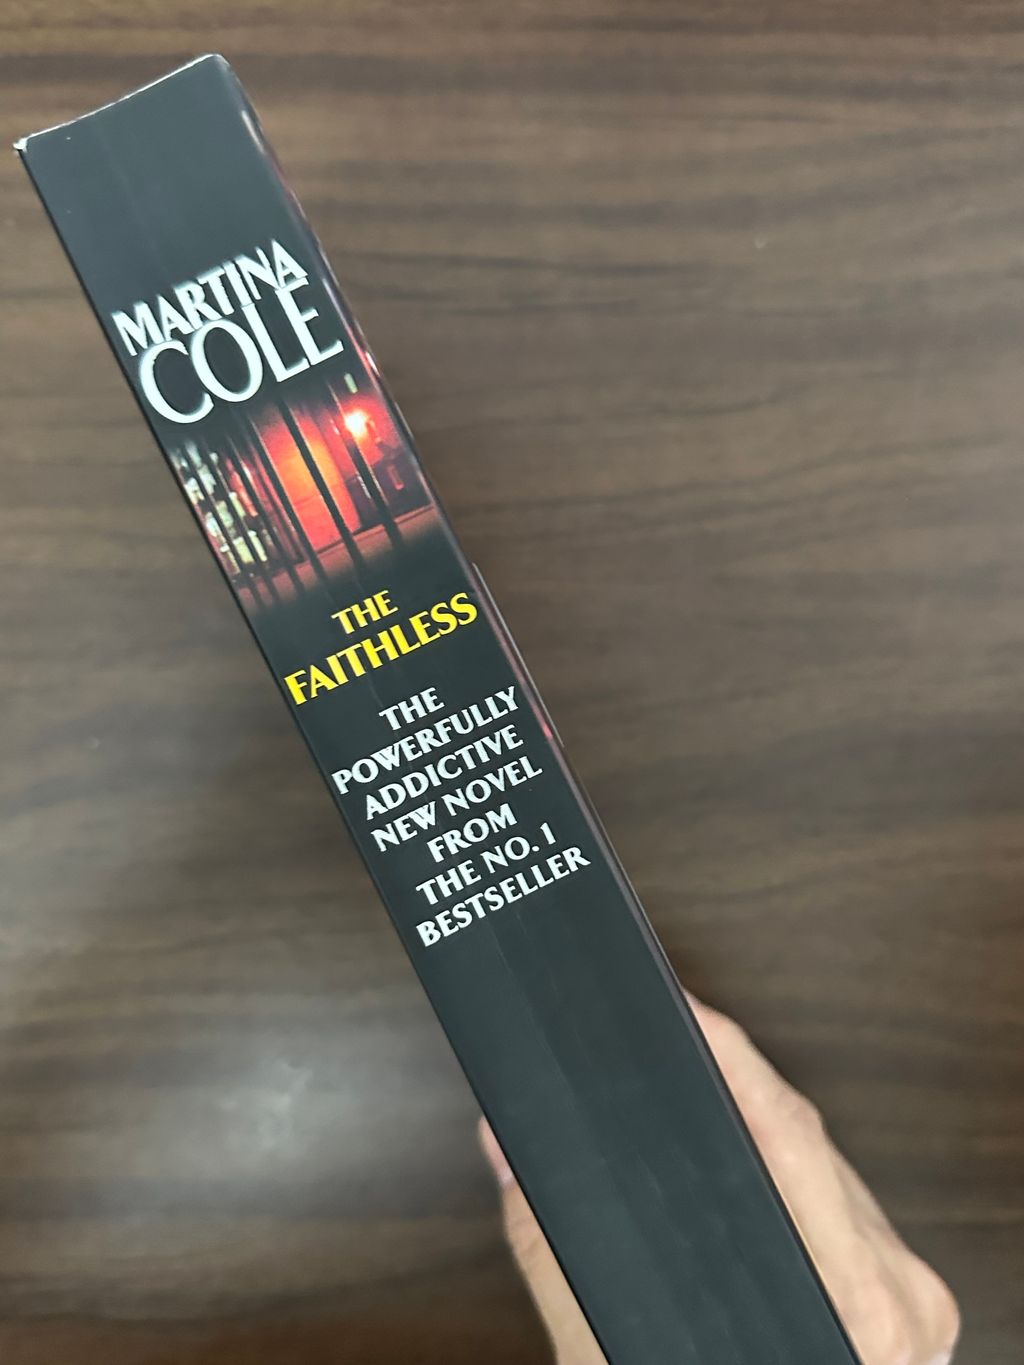 MARTINA
COLE
THE
FAITHLESS
THE
POWERFULLY
ADDICTIVE
NEW NOVEL
FROM
THE NO. 1
BESTSELLER